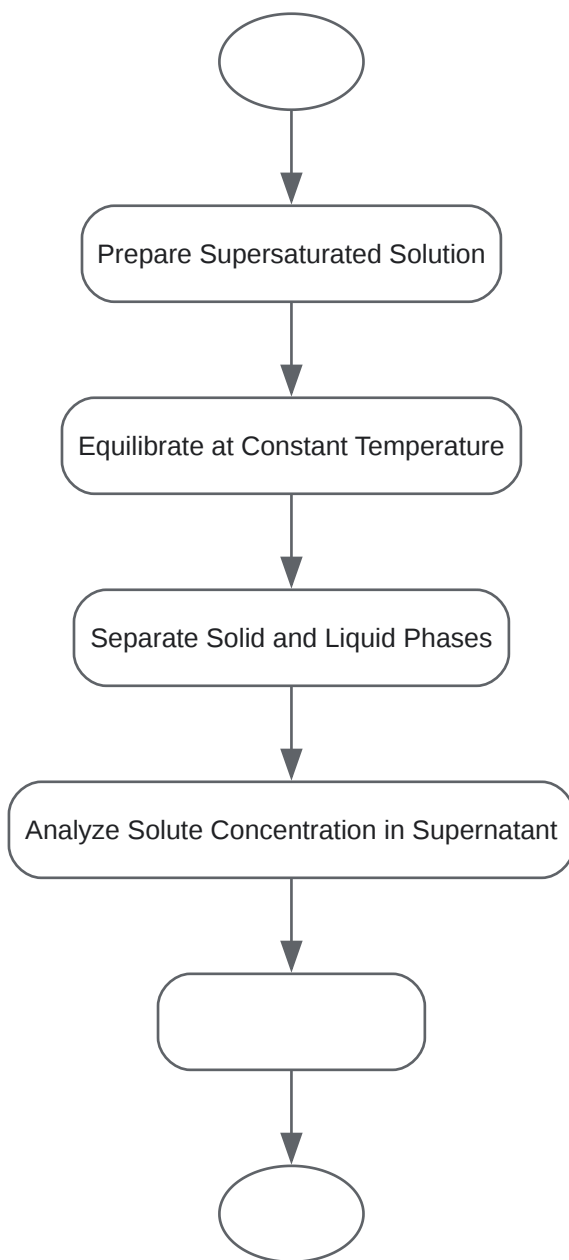 Prepare Supersaturated Solution
Equilibrate at Constant Temperature
Separate Solid and Liquid Phases
Analyze Solute Concentration in Supernatant